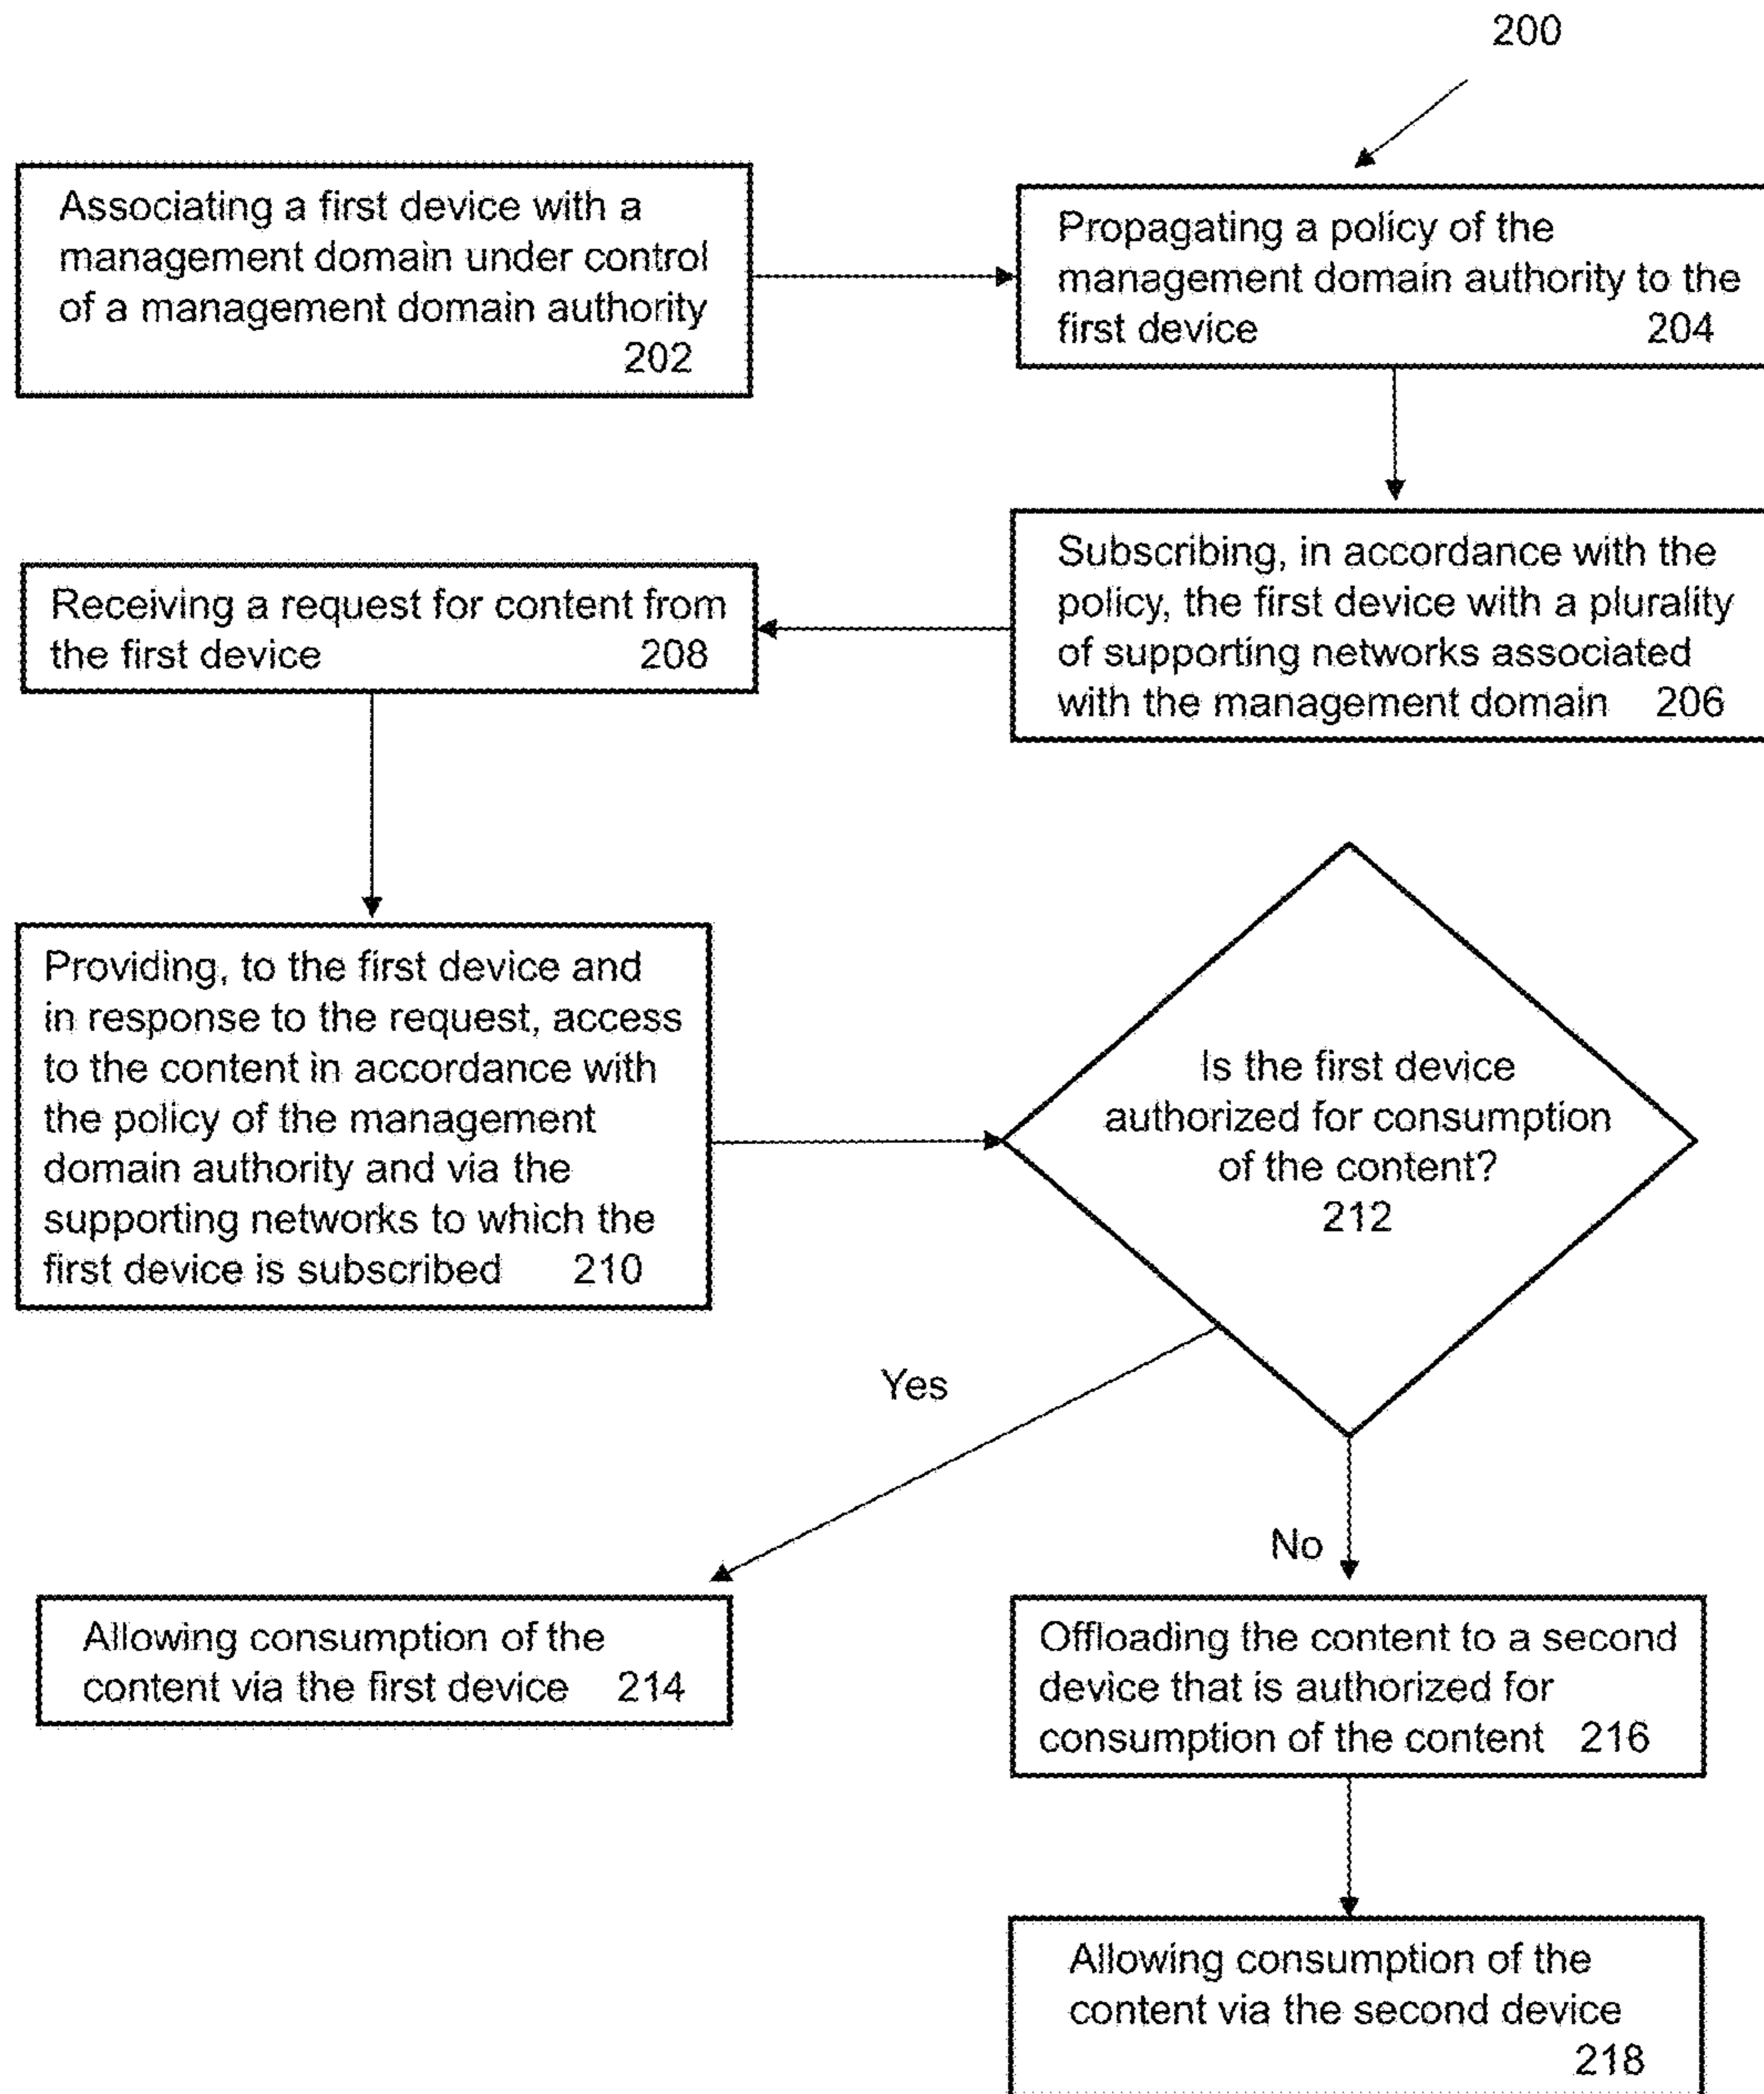 200
Associating a first device with a
management domain under control
of a management domain authority
202
Propagating a policy of the
management domain authority to the
first device 204
Subscribing, in accordance with the
policy, the first device with a plurality
of supporting networks associated
with the management domain 206
Receiving a request for content from
the first device 208
Providing, to the first device and
in response to the request, access
to the content in accordance with
the policy of the management
domain authority and via the
supporting networks to which the
first device is subscribed 210
Is the first device
authorized for consumption
of the content?
212
Yes
No
Allowing consumption of the
content via the first device 214
Offloading the content to a second
device that is authorized for
consumption of the content 216
Allowing consumption of the
content via the second device
218